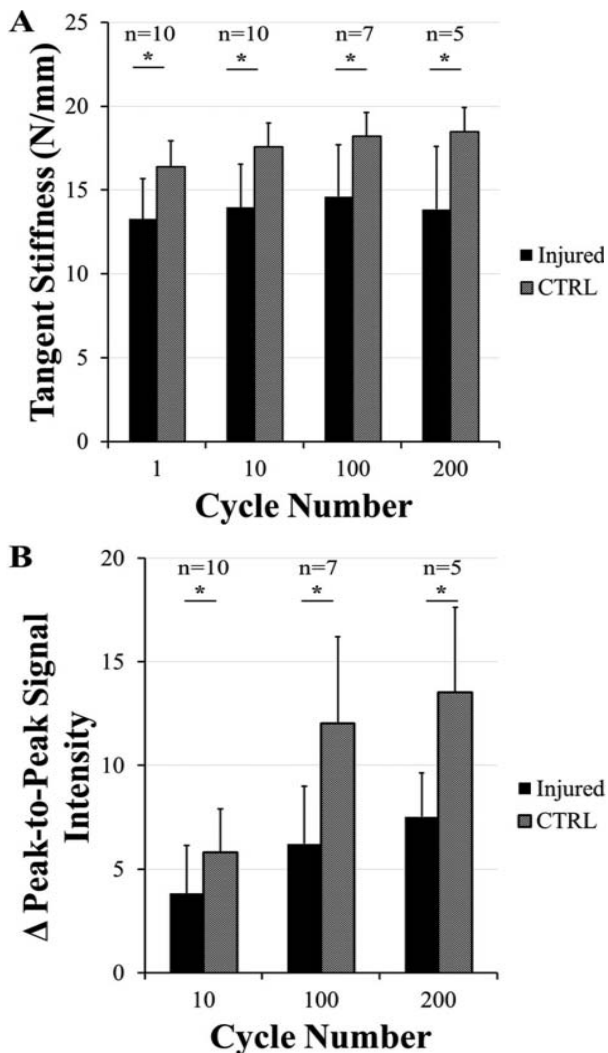 A
n=10 n=10 n=7 n=5
* * * *
25
20
15
10
5
0
Tangent Stiffness (N/mm)
1 10 100 200
Cycle Number
Injured
CTRL
B
n=10 n=7 n=5
* * *
20
15
10
5
0
Δ Peak-to-Peak Signal
Intensity
10 100 200
Cycle Number
Injured
CTRL